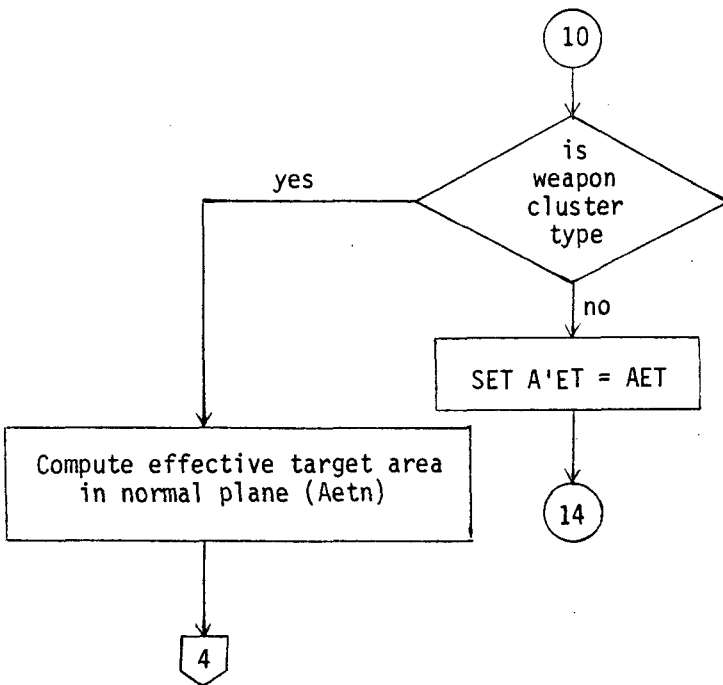 10
is
weapon
cluster
type
yes
no
SET A'ET = AET
Compute effective target area
in normal plane (Aetn)
14
4